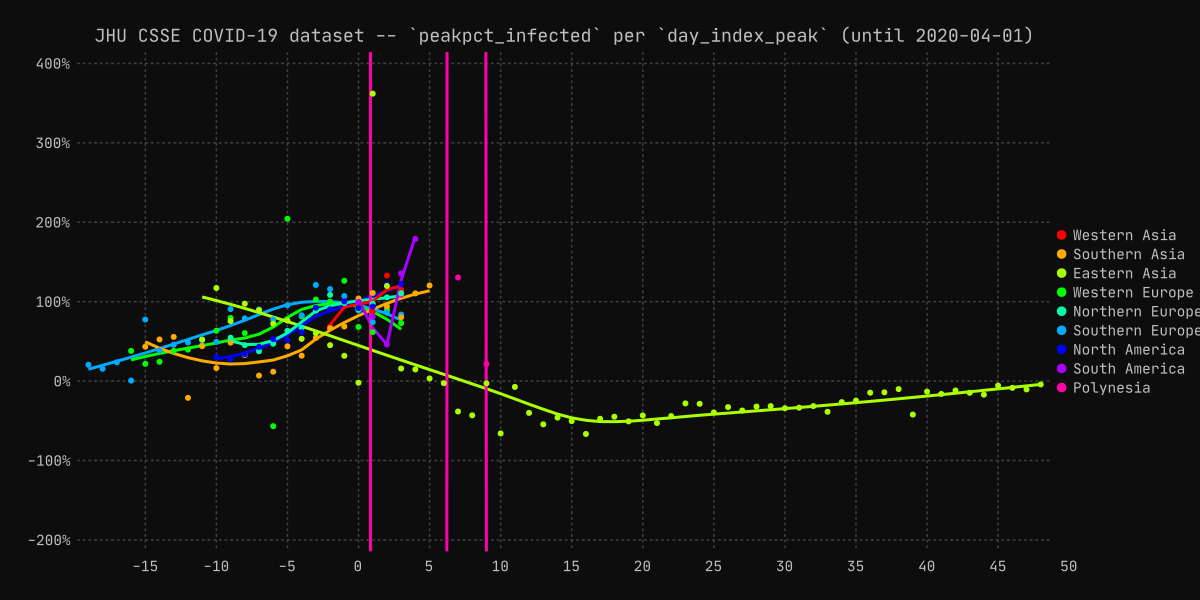 JHU CSSE COVID-19 dataset -- `peakpct_infected` per `day_index_peak` (until 2020-04-01)
400%
300%
200%
100%
0%
-100%
-200%
-15 -10 -5 0 5 10 15 20 25 30 35 40 45 50
Western Asia
Southern Asia
Eastern Asia
Western Europe
Northern Europe
Southern Europe
North America
South America
Polynesia